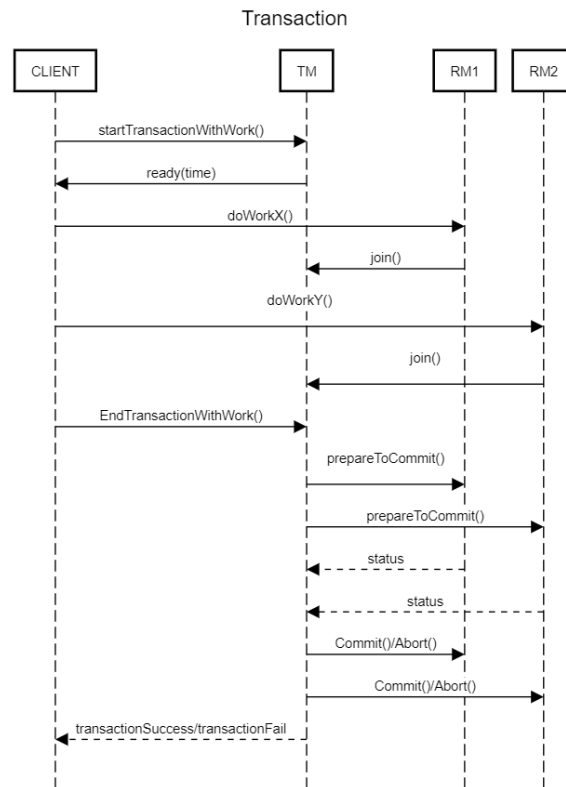 Transaction
CLIENT
TM
RM1
RM2
startTransactionWithWork()
ready(time)
doWorkX()
join()
doWorkY()
join()
EndTransactionWithWork()
prepareToCommit()
prepareToCommit()
status
status
Commit()/Abort()
Commit()/Abort()
transactionSuccess/transactionFail